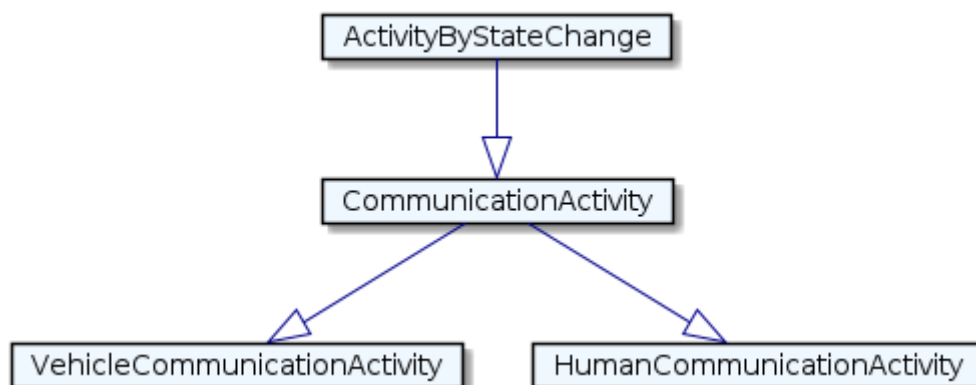 ActivityByStateChange
CommunicationActivity
VehicleCommunicationActivity
HumanCommunicationActivity